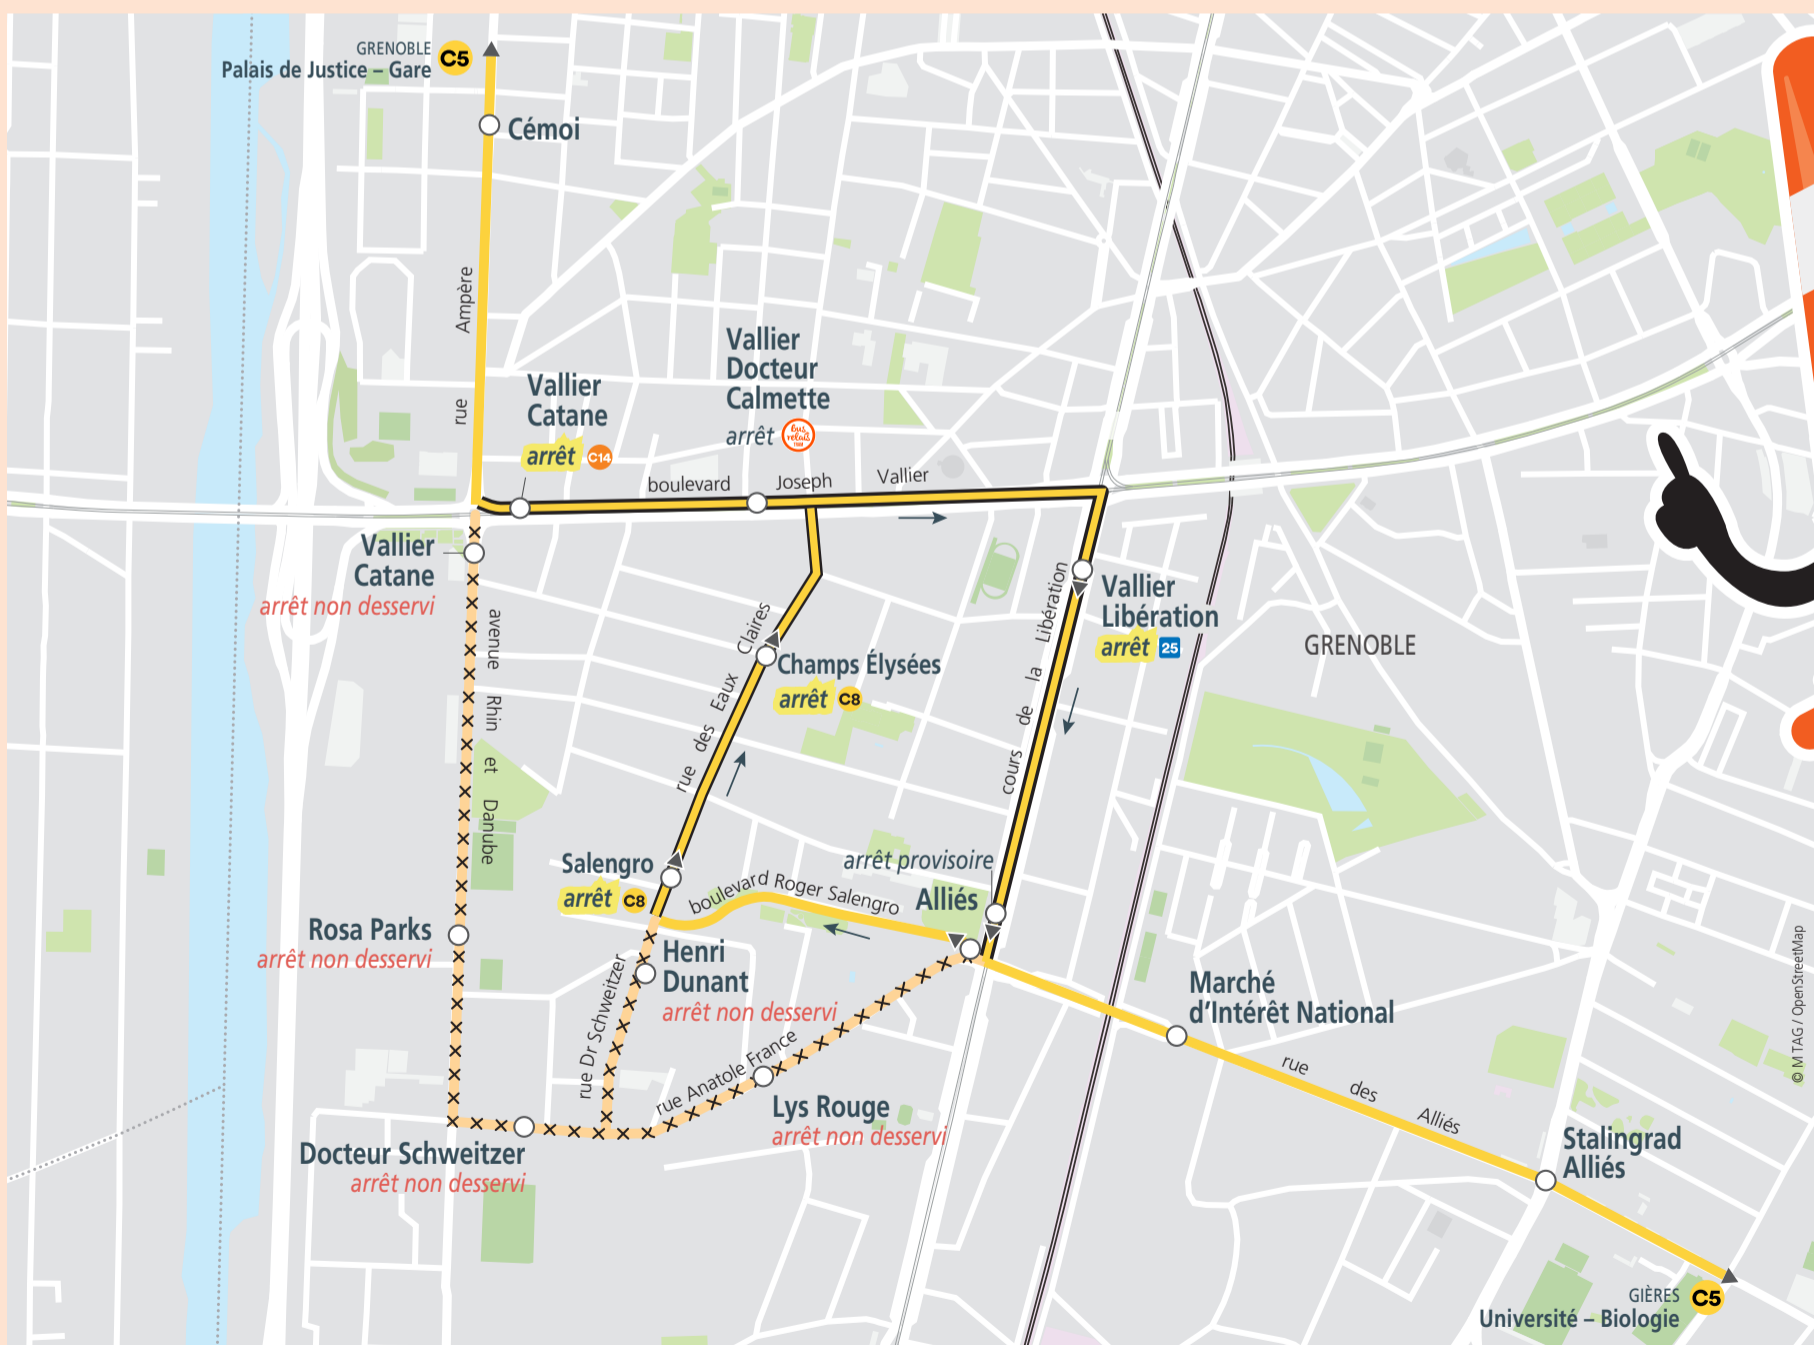 GRENOBLE
Palais de Justice – Gare
C5
Cémoi
rue Ampère
Vallier
Catane
arrêt C14
Vallier
Docteur
Calmette
arrêt bus relais
boulevard Joseph Vallier
Vallier
Catane
arrêt non desservi
avenue Rhin et Danube
rue des Eaux Claires
Champs Élysées
arrêt C8
cours de la Libération
Vallier
Libération
arrêt 25
GRENOBLE
Salengro
arrêt C8
boulevard Roger Salengro
arrêt provisoire
Alliés
Rosa Parks
arrêt non desservi
Henri
Dunant
arrêt non desservi
rue Dr Schweitzer
rue Anatole France
Lys Rouge
arrêt non desservi
Docteur Schweitzer
arrêt non desservi
Marché
d'Intérêt National
rue des Alliés
Stalingrad
Alliés
GIÈRES
Université – Biologie
C5
© M TAG / OpenStreetMap